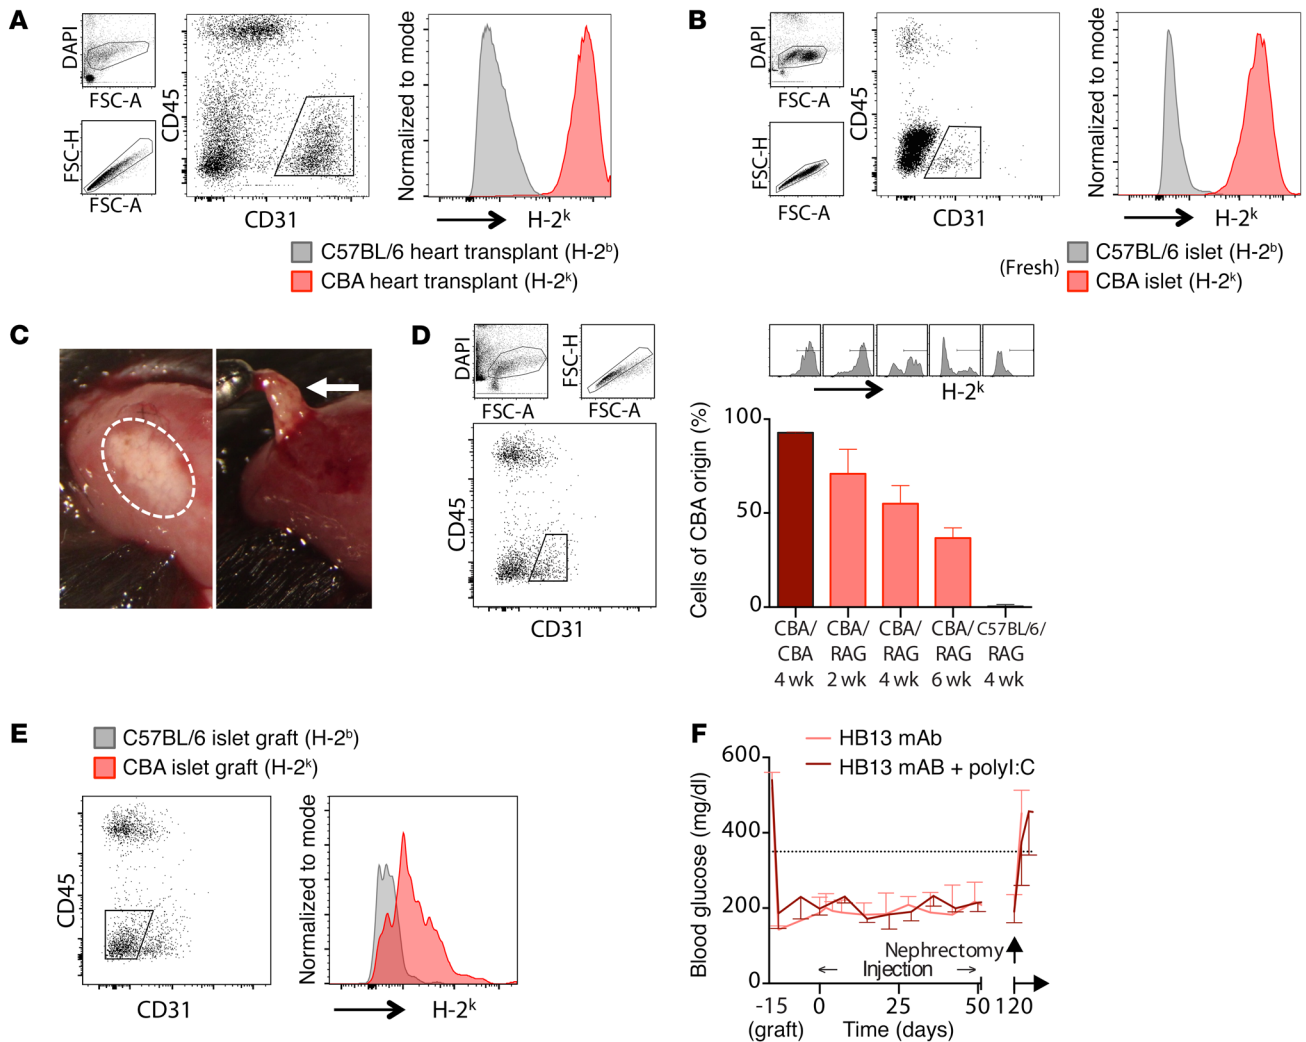 A
DAPI
FSC-A
FSC-H
FSC-A
CD45
CD31
Normalized to mode
H-2k
C57BL/6 heart transplant (H-2b)
CBA heart transplant (H-2k)
B
DAPI
FSC-A
FSC-H
FSC-A
CD45
CD31
Normalized to mode
H-2k
(Fresh)
C57BL/6 islet (H-2b)
CBA islet (H-2k)
C
D
DAPI
FSC-A
FSC-H
FSC-A
CD45
CD31
H-2k
Cells of CBA origin (%)
100
50
0
CBA/ CBA/ CBA/ CBA/ C57BL/6/
CBA RAG RAG RAG RAG
4 wk 2 wk 4 wk 6 wk 4 wk
E
C57BL/6 islet graft (H-2b)
CBA islet graft (H-2k)
CD45
CD31
Normalized to mode
H-2k
F
HB13 mAb
HB13 mAB + polyI:C
Blood glucose (mg/dl)
600
400
200
0
Nephrectomy
Injection
-15 0 25 50 120
(graft) Time (days)